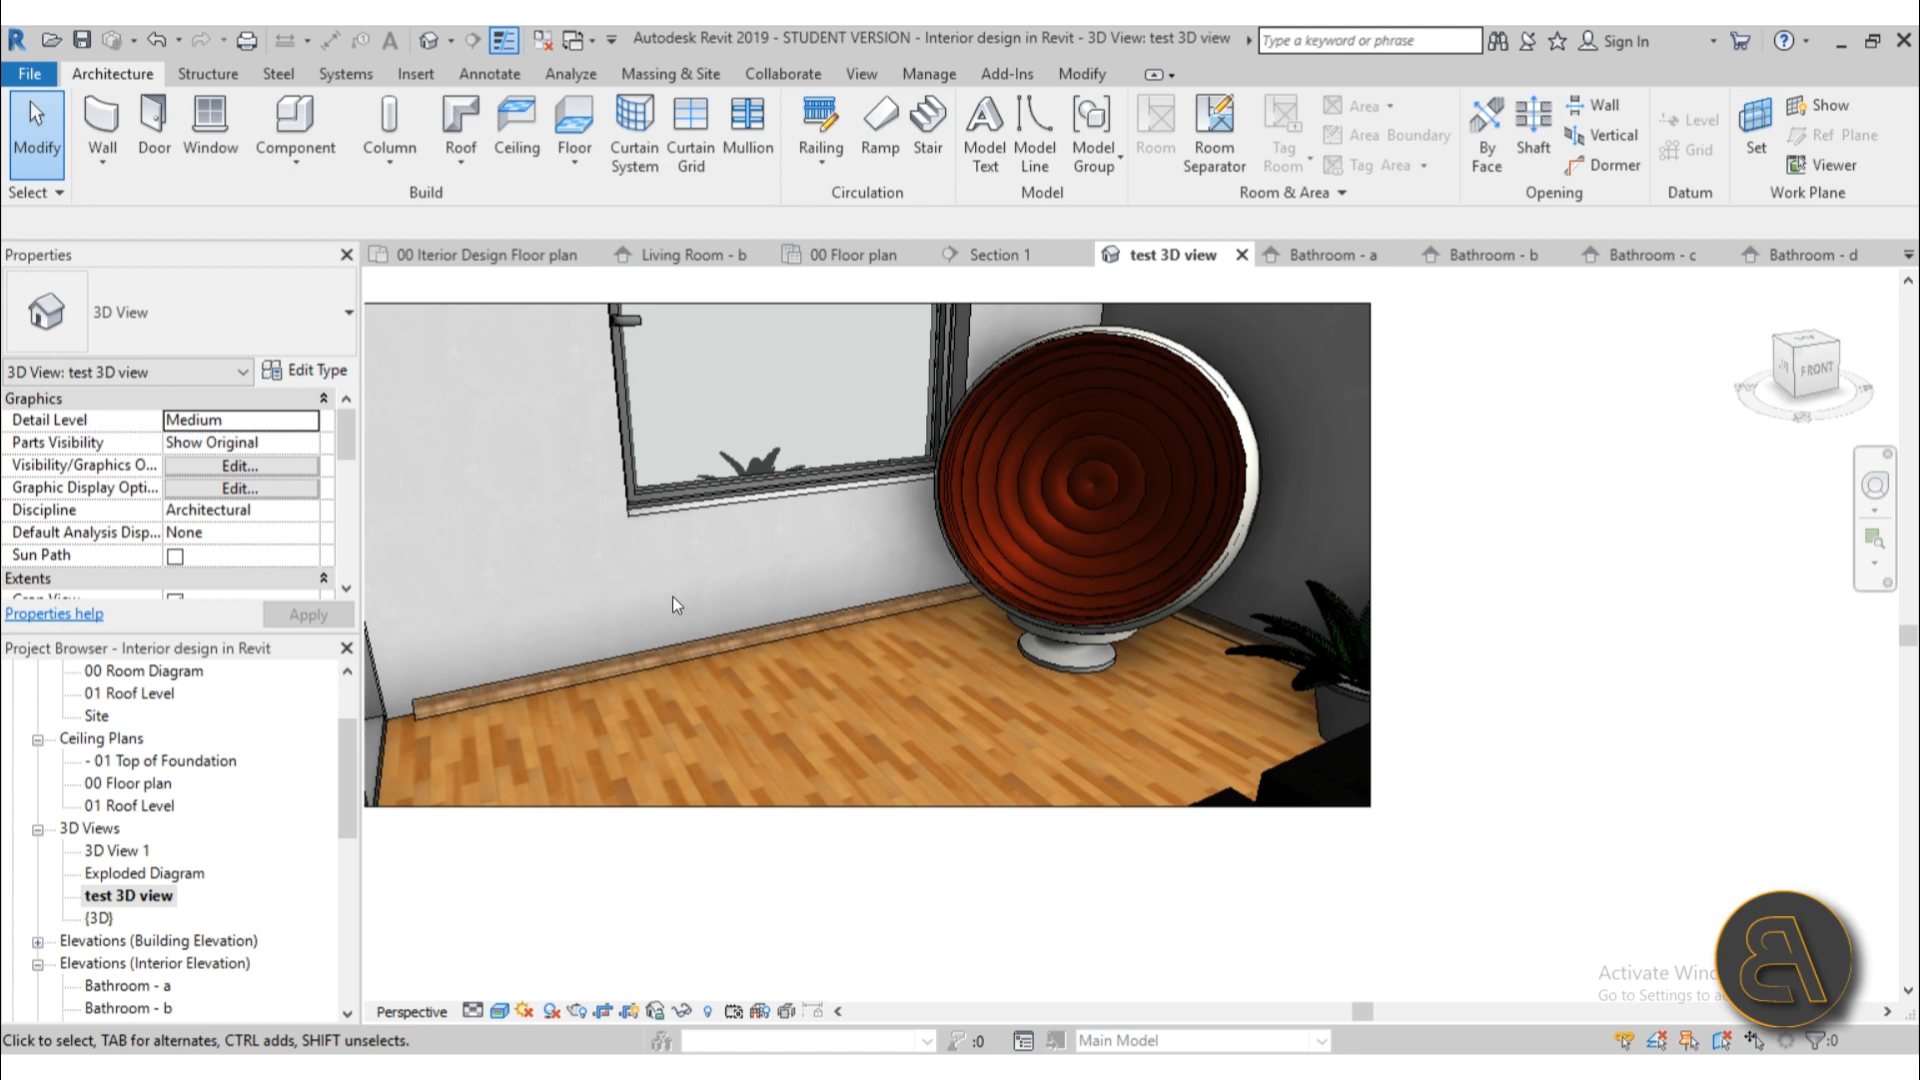 Autodesk Revit 2019 - STUDENT VERSION - Interior design in Revit - 3D View: test 3D view
Type a keyword or phrase
Sign In
File Architecture Structure Steel Systems Insert Annotate Analyze Massing & Site Collaborate View Manage Add-Ins Modify
Modify
Wall
Door
Window
Component
Column
Roof
Ceiling
Floor
Curtain System
Curtain Grid
Mullion
Railing
Ramp
Stair
Model Text
Model Line
Model Group
Room
Room Separator
Tag Room
Area
Area Boundary
Tag Area
By Face
Shaft
Wall
Vertical
Dormer
Level
Grid
Set
Show
Ref Plane
Viewer
Select
Build
Circulation
Model
Room & Area
Opening
Datum
Work Plane
Properties
00 Iterior Design Floor plan
Living Room - b
00 Floor plan
Section 1
test 3D view
Bathroom - a
Bathroom - b
Bathroom - c
Bathroom - d
3D View
3D View: test 3D view
Edit Type
Graphics
Detail Level Medium
Parts Visibility Show Original
Visibility/Graphics O... Edit...
Graphic Display Opti... Edit...
Discipline Architectural
Default Analysis Disp... None
Sun Path
Extents
Properties help
Apply
Project Browser - Interior design in Revit
00 Room Diagram
01 Roof Level
Site
Ceiling Plans
- 01 Top of Foundation
00 Floor plan
01 Roof Level
3D Views
3D View 1
Exploded Diagram
test 3D view
{3D}
Elevations (Building Elevation)
Elevations (Interior Elevation)
Bathroom - a
Bathroom - b
FRONT
Activate Win
Go to Settings to a
Perspective
Click to select, TAB for alternates, CTRL adds, SHIFT unselects.
:0
Main Model
:0